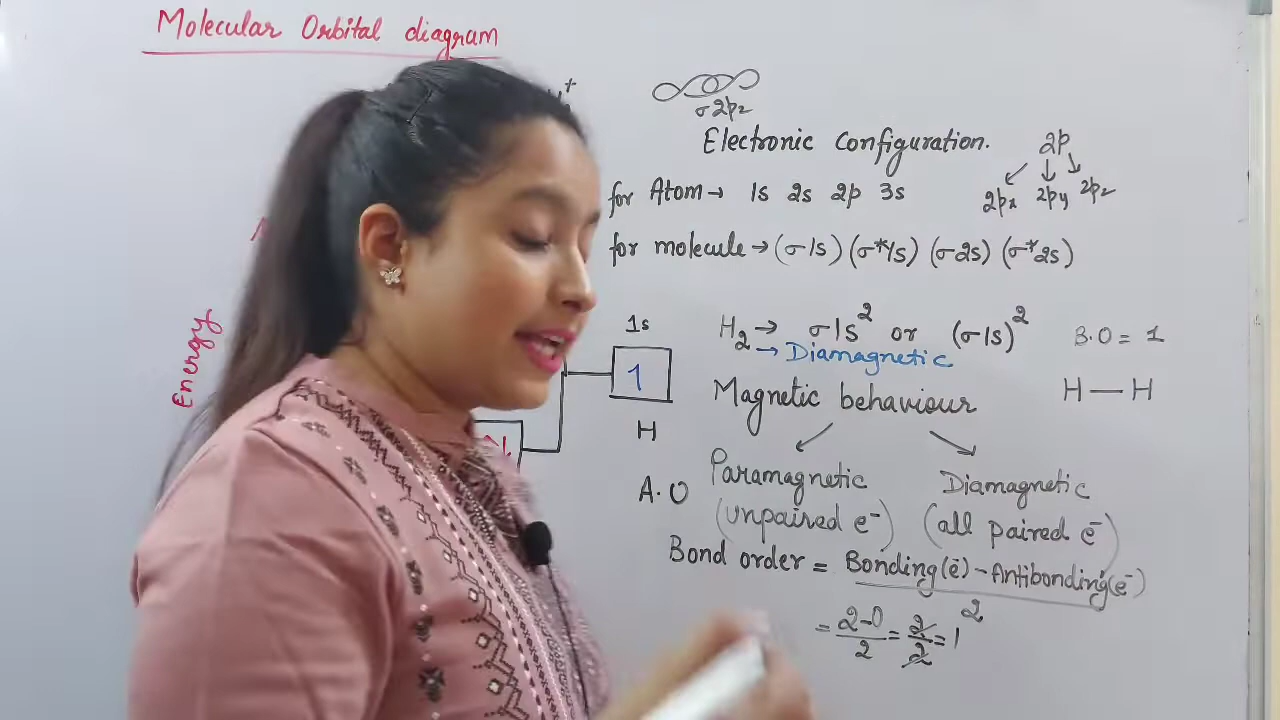 Molecular Orbital diagram
σ2pz
Electronic Configuration.
2p
2px 2py 2pz
for Atom → 1s 2s 2p 3s
for molecule → (σ1s) (σ*1s) (σ2s) (σ*2s)
Energy
1s
1
H
H2 → σ1s² or (σ1s)² B.O = 1
→ Diamagnetic
H — H
Magnetic behaviour
A.O
Paramagnetic Diamagnetic
(unpaired e⁻) (all paired e⁻)
Bond order = Bonding(e⁻) - Antibonding(e⁻)
2
= 2-0/2 = 2/2 = 1